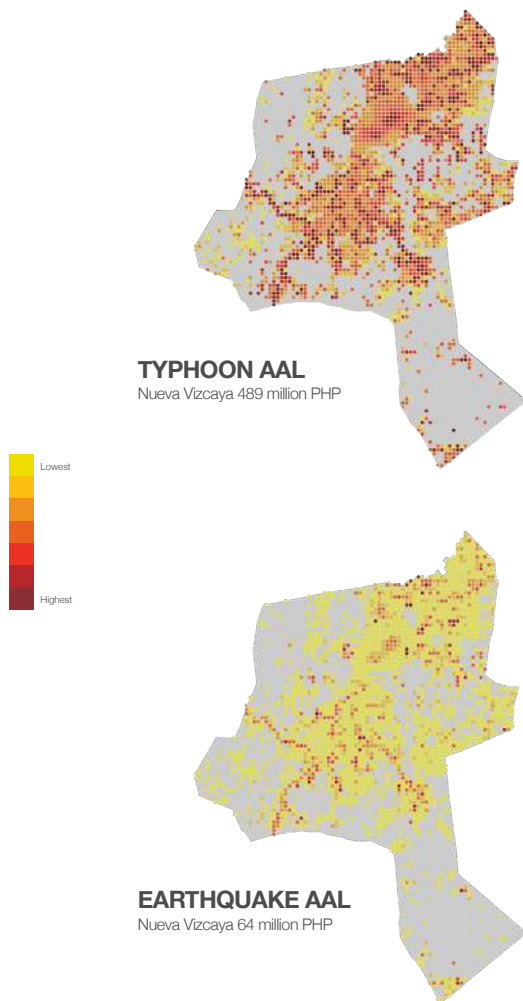 TYPHOON AAL
Nueva Vizcaya 489 million PHP
Lowest
Highest
EARTHQUAKE AAL
Nueva Vizcaya 64 million PHP